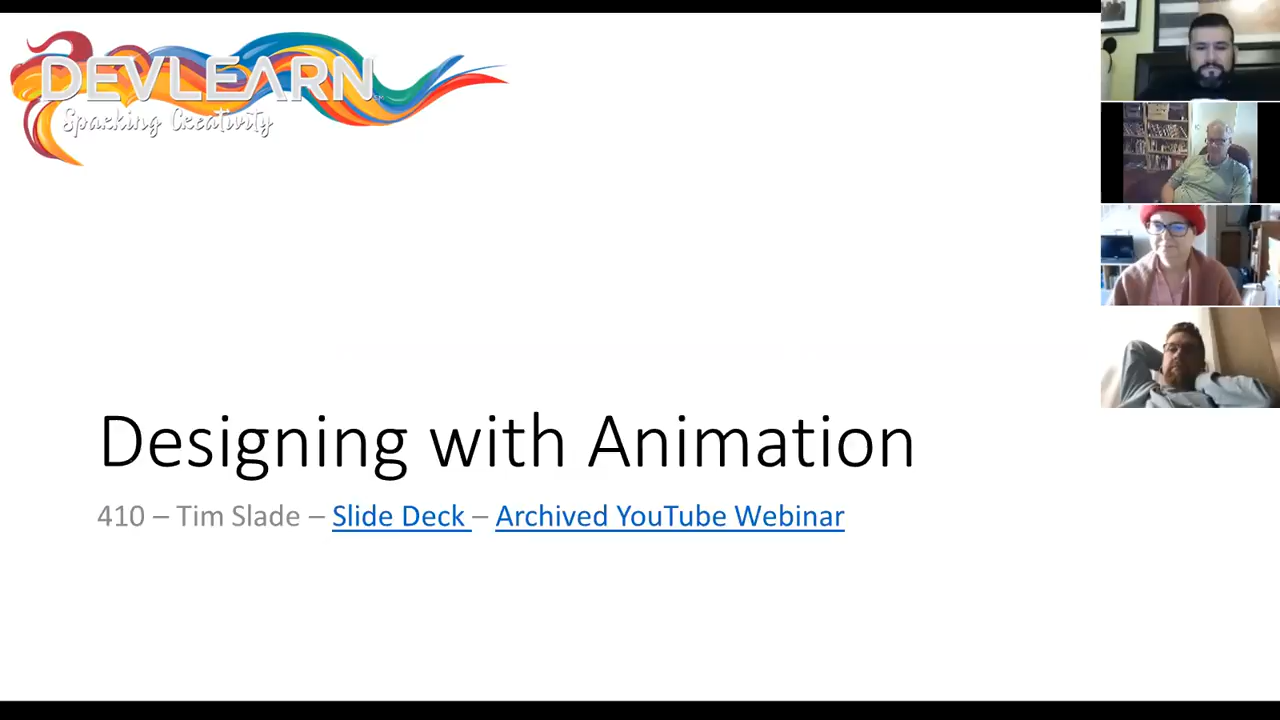 DEVLEARN
Sparking Creativity
Designing with Animation
410 – Tim Slade – Slide Deck – Archived YouTube Webinar